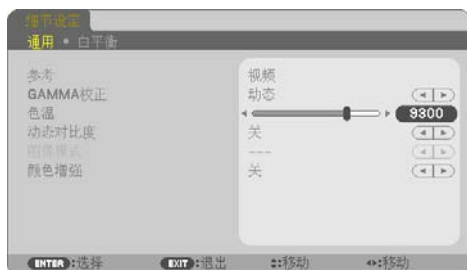 细节设定
通用 • 白平衡
参考 视频
GAMMA校正 动态
色温 9300
动态对比度 关
图像模式 ---
颜色增强 关
ENTER:选择 EXIT:退出 :移动 :移动